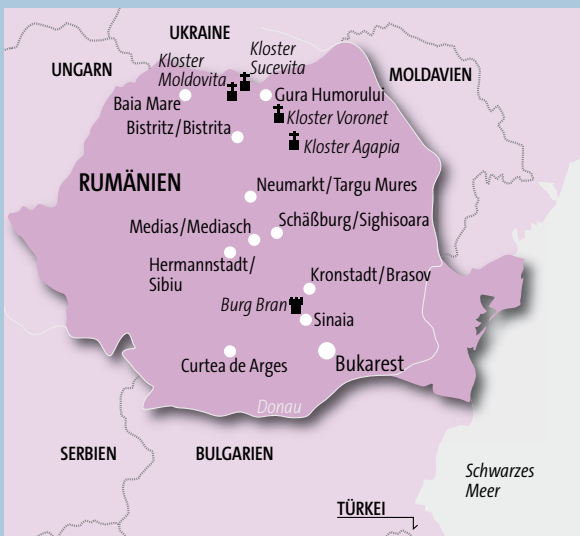 UKRAINE
Kloster
Sucevita
Kloster
Moldovita
UNGARN
MOLDAVIEN
Baia Mare
Gura Humorului
Kloster Voronet
Bistritz/Bistrita
Kloster Agapia
RUMÄNIEN
Neumarkt/Targu Mures
Schäßburg/Sighisoara
Medias/Mediasch
Hermannstadt/
Sibiu
Kronstadt/Brasov
Burg Bran
Sinaia
Curtea de Arges
Bukarest
Donau
SERBIEN
BULGARIEN
Schwarzes
Meer
TÜRKEI